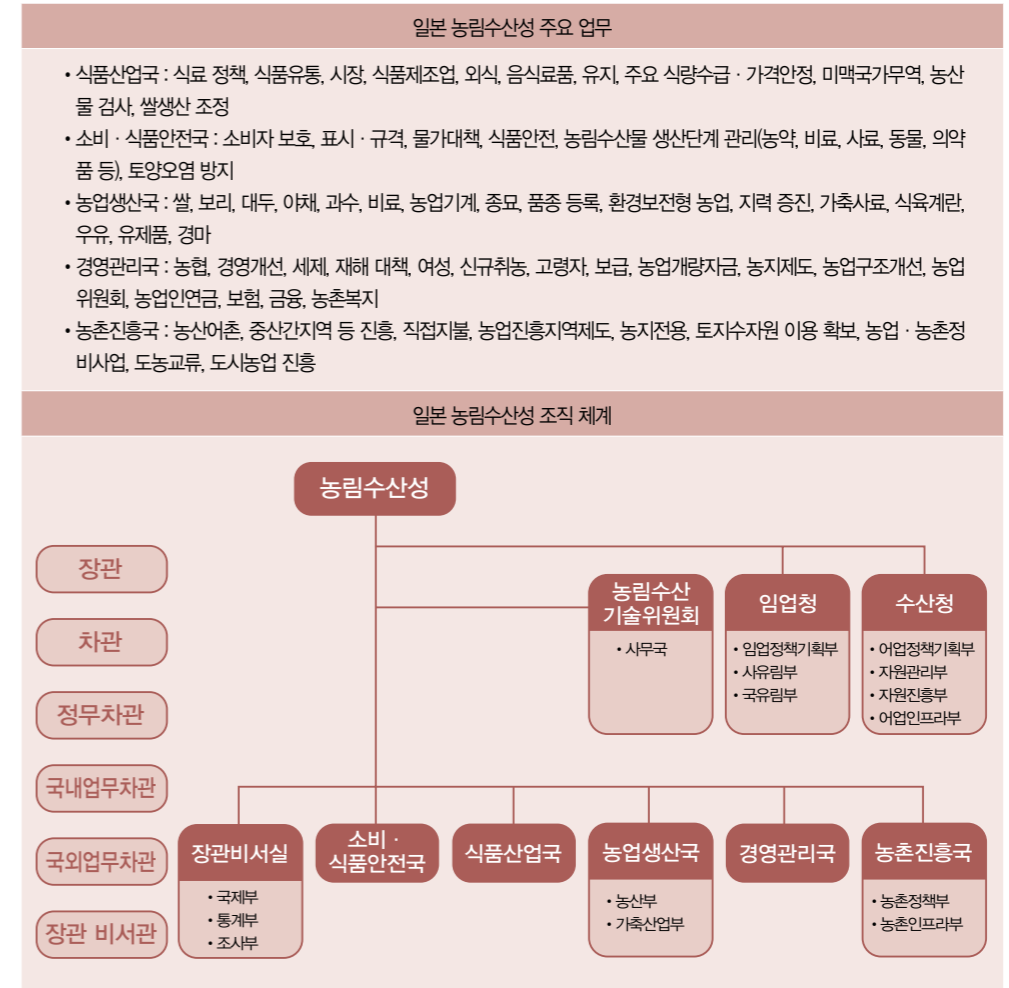 일본 농림수산성 주요 업무
• 식품산업국 : 식료 정책, 식품유통, 시장, 식품제조업, 외식, 음식료품, 유지, 주요 식량수급 · 가격안정, 미맥국가무역, 농산
물 검사, 쌀생산 조정
• 소비 · 식품안전국 : 소비자 보호, 표시 · 규격, 물가대책, 식품안전, 농림수산물 생산단계 관리(농약, 비료, 사료, 동물, 의약
품 등), 토양오염 방지
• 농업생산국 : 쌀, 보리, 대두, 야채, 과수, 비료, 농업기계, 종묘, 품종 등록, 환경보전형 농업, 지력 증진, 가축사료, 식육계란,
우유, 유제품, 경마
• 경영관리국 : 농협, 경영개선, 세제, 재해 대책, 여성, 신규취농, 고령자, 보급, 농업개량자금, 농지제도, 농업구조개선, 농업
위원회, 농업인연금, 보험, 금융, 농촌복지
• 농촌진흥국 : 농산어촌, 중산간지역 등 진흥, 직접지불, 농업진흥지역제도, 농지전용, 토지수자원 이용 확보, 농업 · 농촌정
비사업, 도농교류, 도시농업 진흥
일본 농림수산성 조직 체계
농림수산성
장관
차관
정무차관
국내업무차관
국외업무차관
장관 비서관
농림수산
기술위원회
• 사무국
임업청
• 임업정책기획부
• 사유림부
• 국유림부
수산청
• 어업정책기획부
• 자원관리부
• 자원진흥부
• 어업인프라부
장관비서실
• 국제부
• 통계부
• 조사부
소비 ·
식품안전국
식품산업국
농업생산국
• 농산부
• 가축산업부
경영관리국
농촌진흥국
• 농촌정책부
• 농촌인프라부